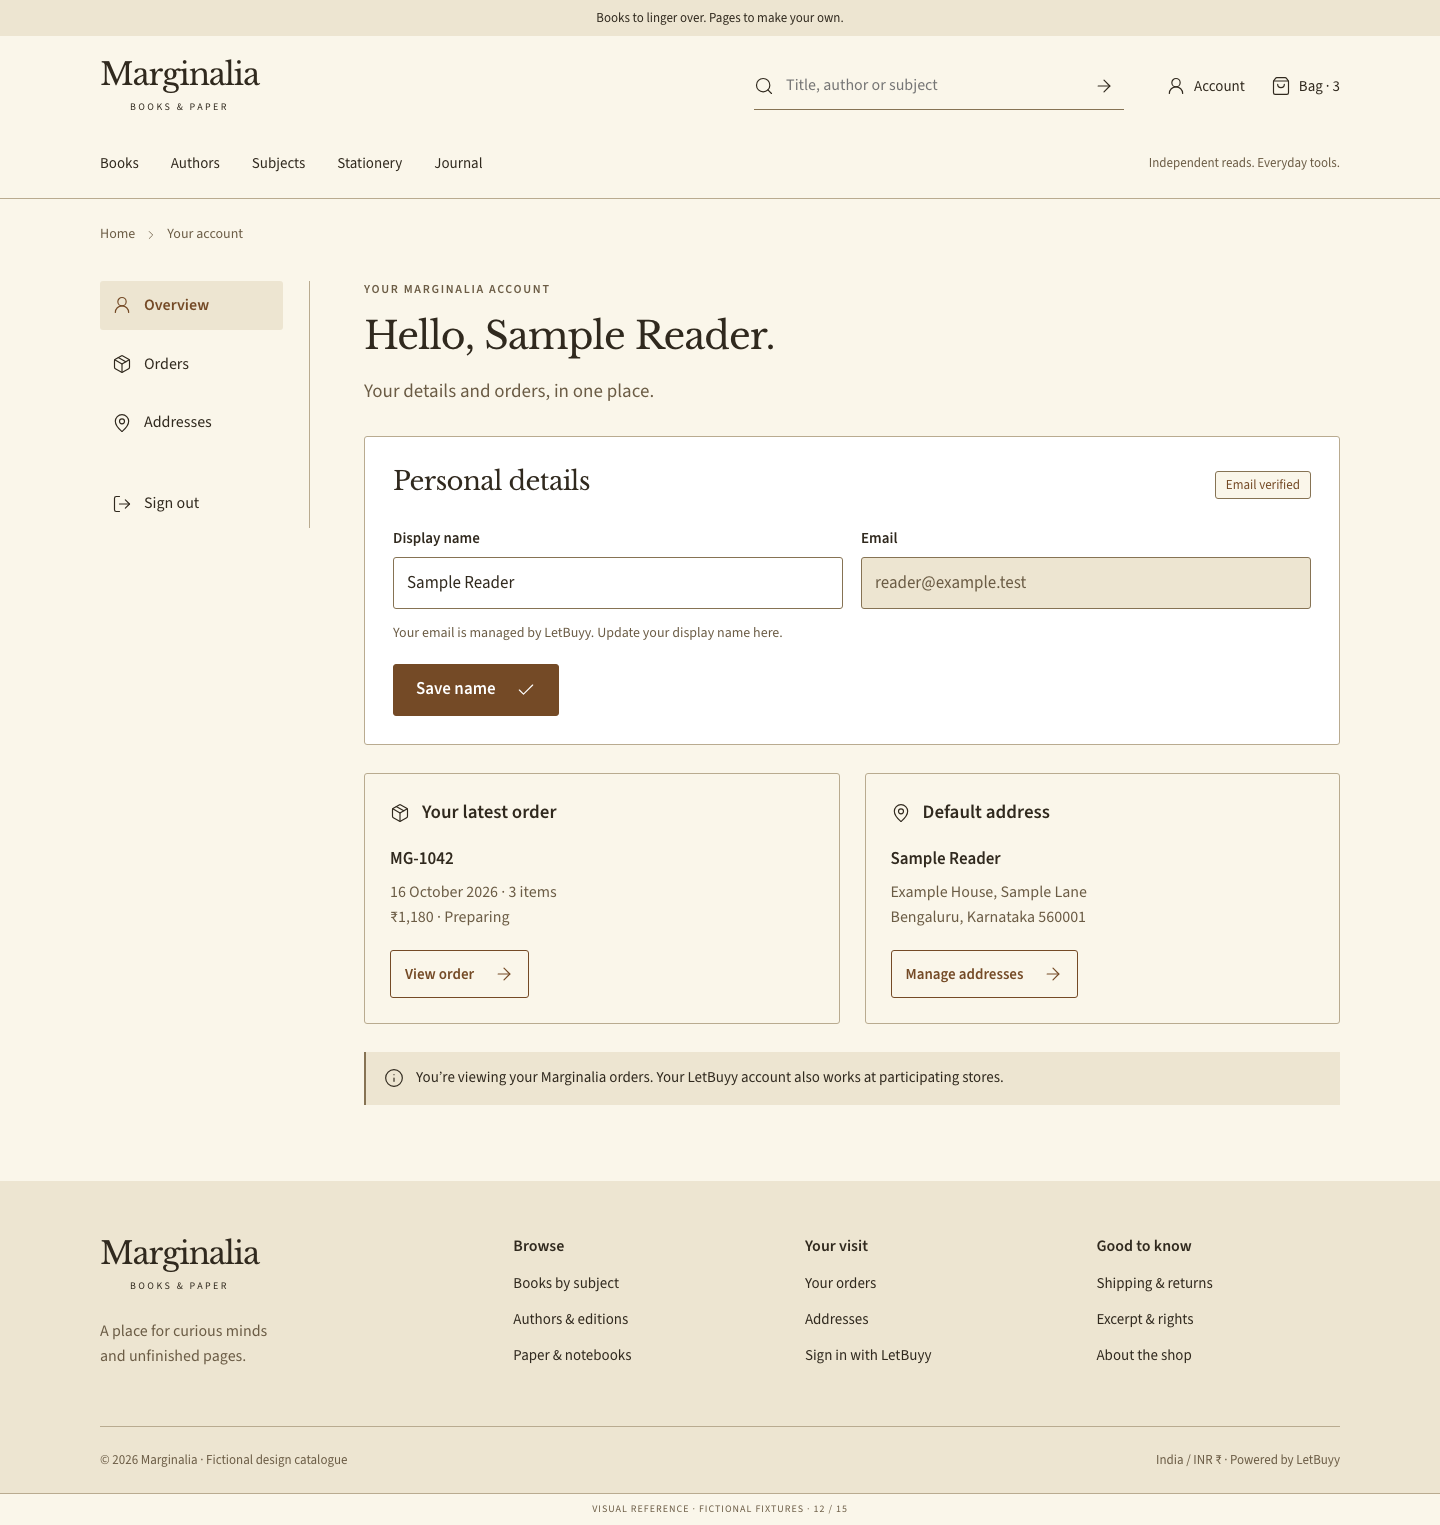 Books to linger over. Pages to make your own.
Marginalia
BOOKS & PAPER
Title, author or subject
Account
Bag · 3
Books
Authors
Subjects
Stationery
Journal
Independent reads. Everyday tools.
Home
Your account
Overview
Orders
Addresses
Sign out
YOUR MARGINALIA ACCOUNT
Hello, Sample Reader.
Your details and orders, in one place.
Personal details
Email verified
Display name
Sample Reader
Email
reader@example.test
Your email is managed by LetBuyy. Update your display name here.
Save name
Your latest order
MG-1042
16 October 2026 · 3 items
₹1,180 · Preparing
View order
Default address
Sample Reader
Example House, Sample Lane
Bengaluru, Karnataka 560001
Manage addresses
You’re viewing your Marginalia orders. Your LetBuyy account also works at participating stores.
Marginalia
BOOKS & PAPER
A place for curious minds
and unfinished pages.
Browse
Books by subject
Authors & editions
Paper & notebooks
Your visit
Your orders
Addresses
Sign in with LetBuyy
Good to know
Shipping & returns
Excerpt & rights
About the shop
© 2026 Marginalia · Fictional design catalogue
India / INR ₹ · Powered by LetBuyy
VISUAL REFERENCE · FICTIONAL FIXTURES · 12 / 15